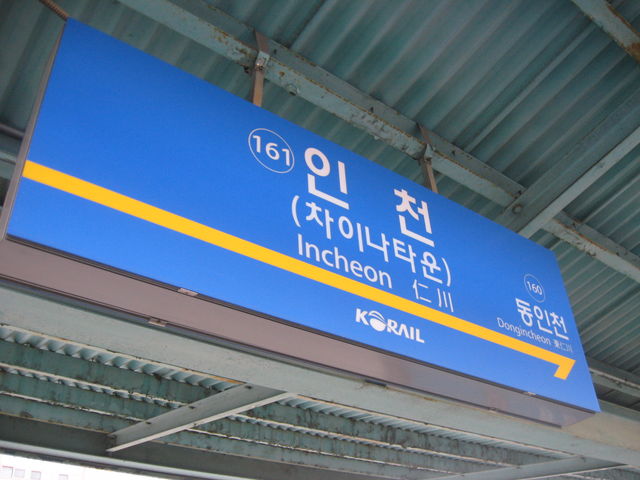 161
인천
(차이나타운)
Incheon 仁川
KORAIL
160
동인천
Dongincheon 東仁川